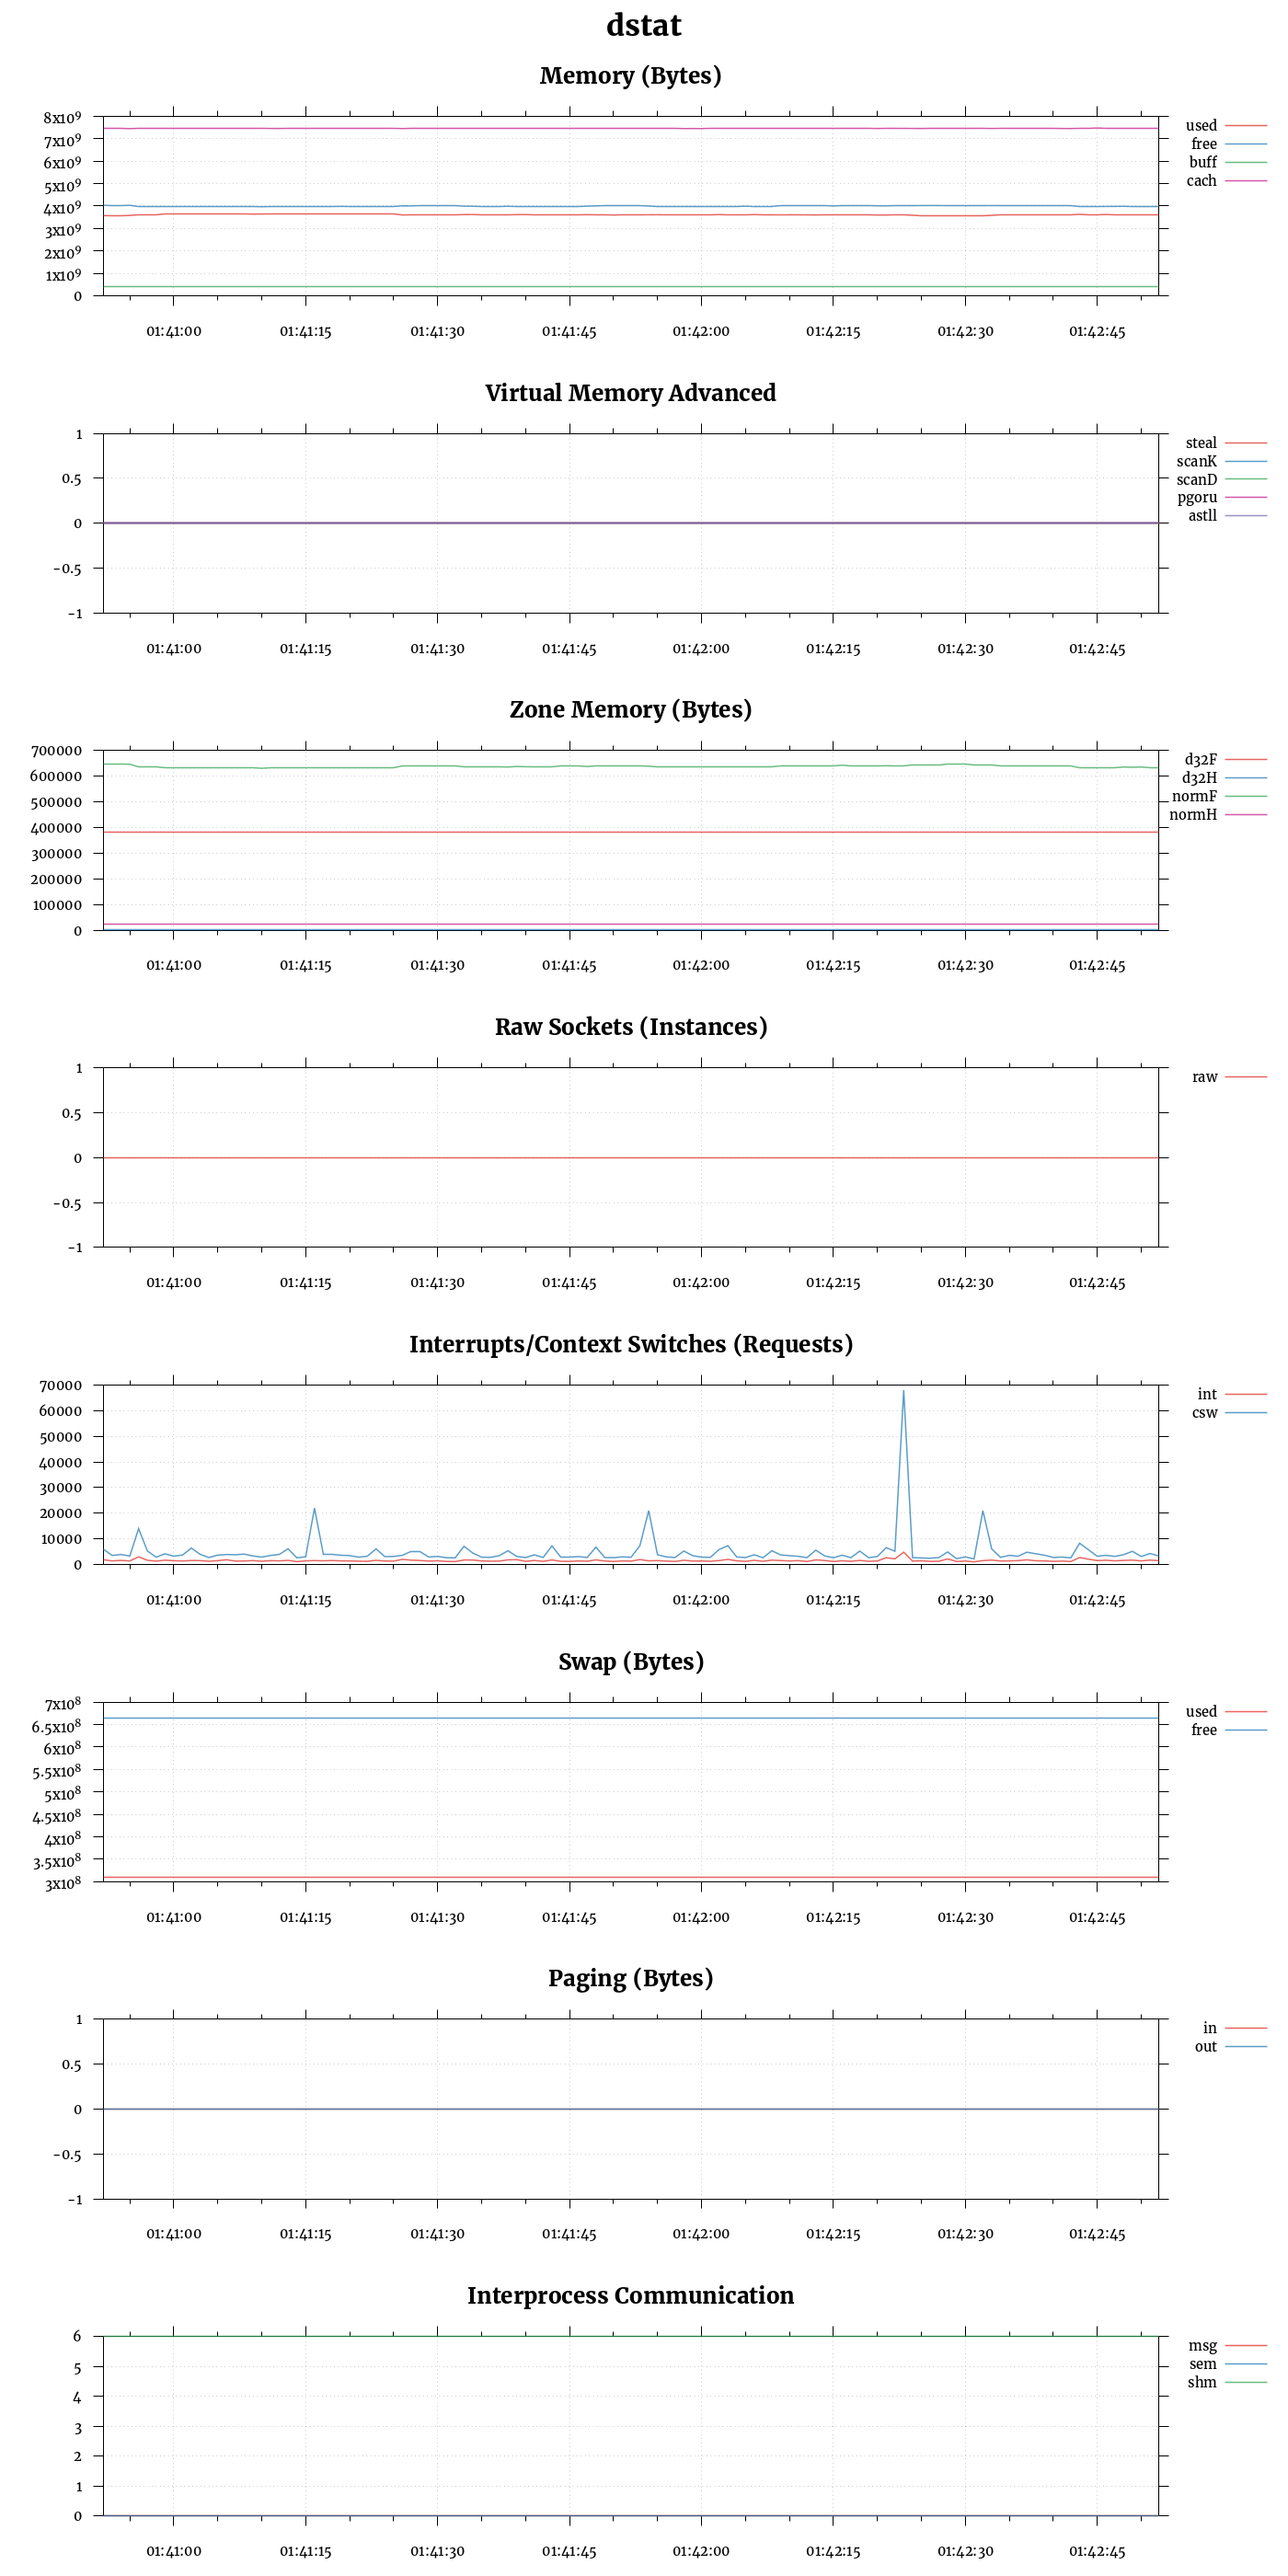 dstat
Memory (Bytes)
8x10⁹
7x10⁹
6x10⁹
5x10⁹
4x10⁹
3x10⁹
2x10⁹
1x10⁹
0
01:41:00 01:41:15 01:41:30 01:41:45 01:42:00 01:42:15 01:42:30 01:42:45
used
free
buff
cach
Virtual Memory Advanced
1
0.5
0
-0.5
-1
01:41:00 01:41:15 01:41:30 01:41:45 01:42:00 01:42:15 01:42:30 01:42:45
steal
scanK
scanD
pgoru
astll
Zone Memory (Bytes)
700000
600000
500000
400000
300000
200000
100000
0
01:41:00 01:41:15 01:41:30 01:41:45 01:42:00 01:42:15 01:42:30 01:42:45
d32F
d32H
normF
normH
Raw Sockets (Instances)
1
0.5
0
-0.5
-1
01:41:00 01:41:15 01:41:30 01:41:45 01:42:00 01:42:15 01:42:30 01:42:45
raw
Interrupts/Context Switches (Requests)
70000
60000
50000
40000
30000
20000
10000
0
01:41:00 01:41:15 01:41:30 01:41:45 01:42:00 01:42:15 01:42:30 01:42:45
int
csw
Swap (Bytes)
7x10⁸
6.5x10⁸
6x10⁸
5.5x10⁸
5x10⁸
4.5x10⁸
4x10⁸
3.5x10⁸
3x10⁸
01:41:00 01:41:15 01:41:30 01:41:45 01:42:00 01:42:15 01:42:30 01:42:45
used
free
Paging (Bytes)
1
0.5
0
-0.5
-1
01:41:00 01:41:15 01:41:30 01:41:45 01:42:00 01:42:15 01:42:30 01:42:45
in
out
Interprocess Communication
6
5
4
3
2
1
0
01:41:00 01:41:15 01:41:30 01:41:45 01:42:00 01:42:15 01:42:30 01:42:45
msg
sem
shm